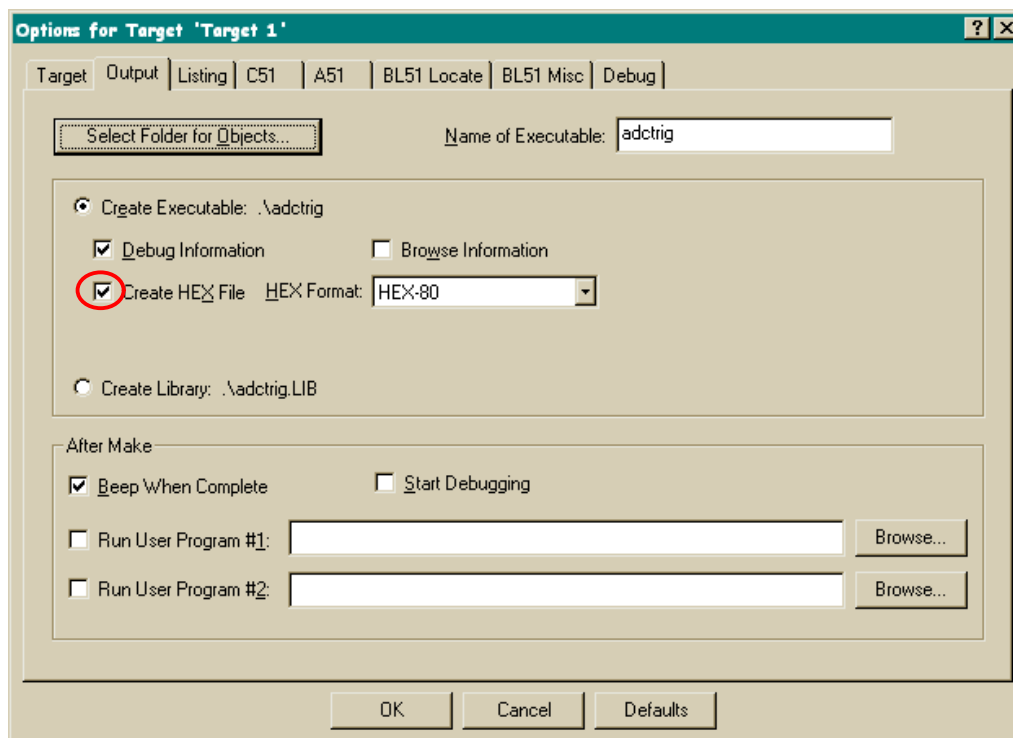 Options for Target 'Target 1'
Target Output Listing C51 A51 BL51 Locate BL51 Misc Debug
Select Folder for Objects... Name of Executable: adctrig
Create Executable: .\adctrig
Debug Information Browse Information
Create HEX File HEX Format: HEX-80
Create Library: .\adctrig.LIB
After Make
Beep When Complete Start Debugging
Run User Program #1: Browse...
Run User Program #2: Browse...
OK Cancel Defaults